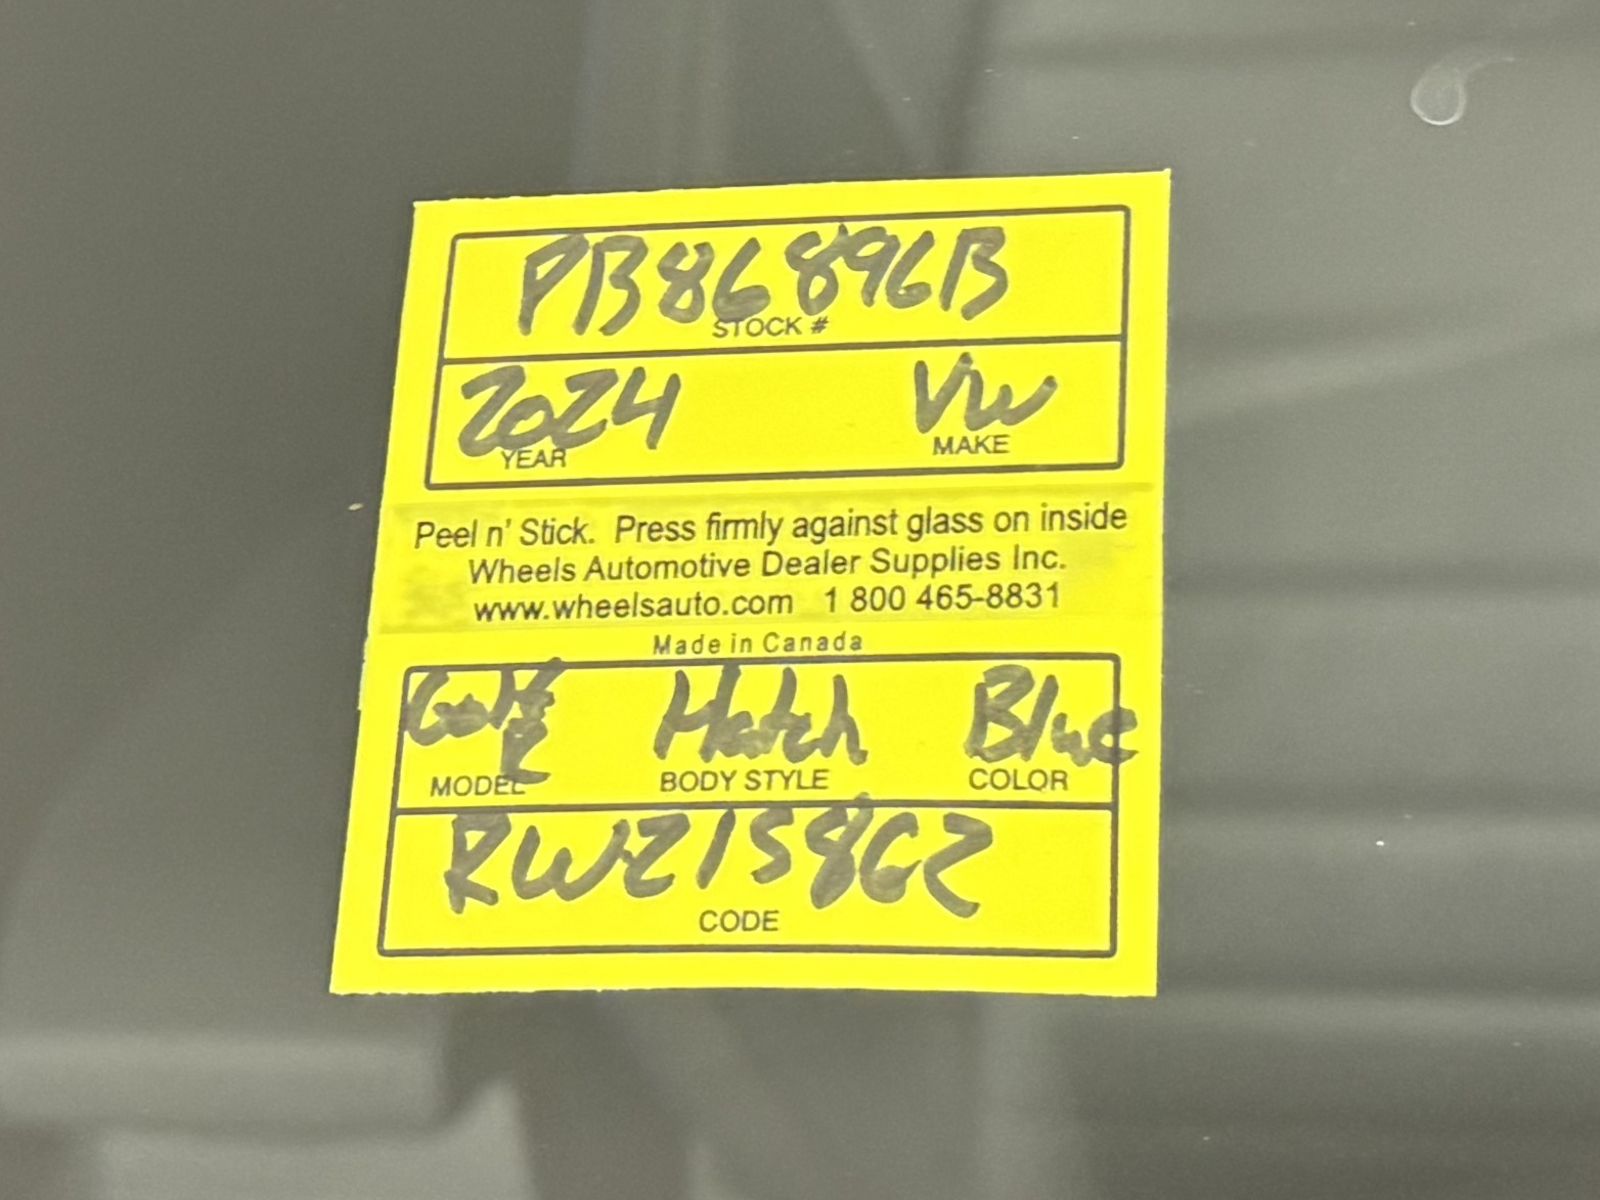 PB86896B
STOCK #
2024 VW
YEAR MAKE
Peel n' Stick. Press firmly against glass on inside
Wheels Automotive Dealer Supplies Inc.
www.wheelsauto.com 1 800 465-8831
Made in Canada
Golf R Hatch Blue
MODEL BODY STYLE COLOR
RW215862
CODE